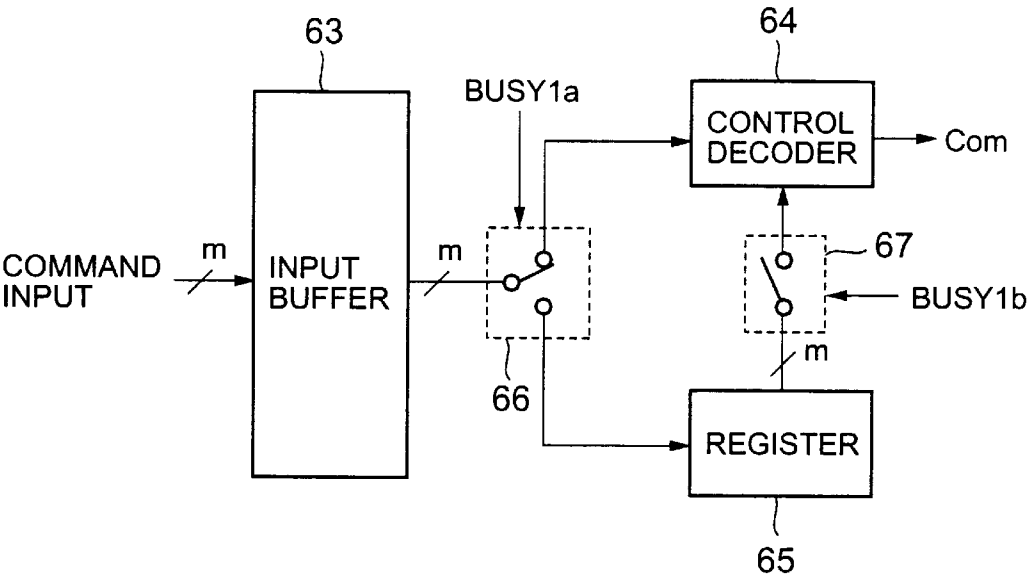 63
64
BUSY1a
CONTROL
DECODER
Com
m
m
67
COMMAND
INPUT
INPUT
BUFFER
BUSY1b
m
66
REGISTER
65